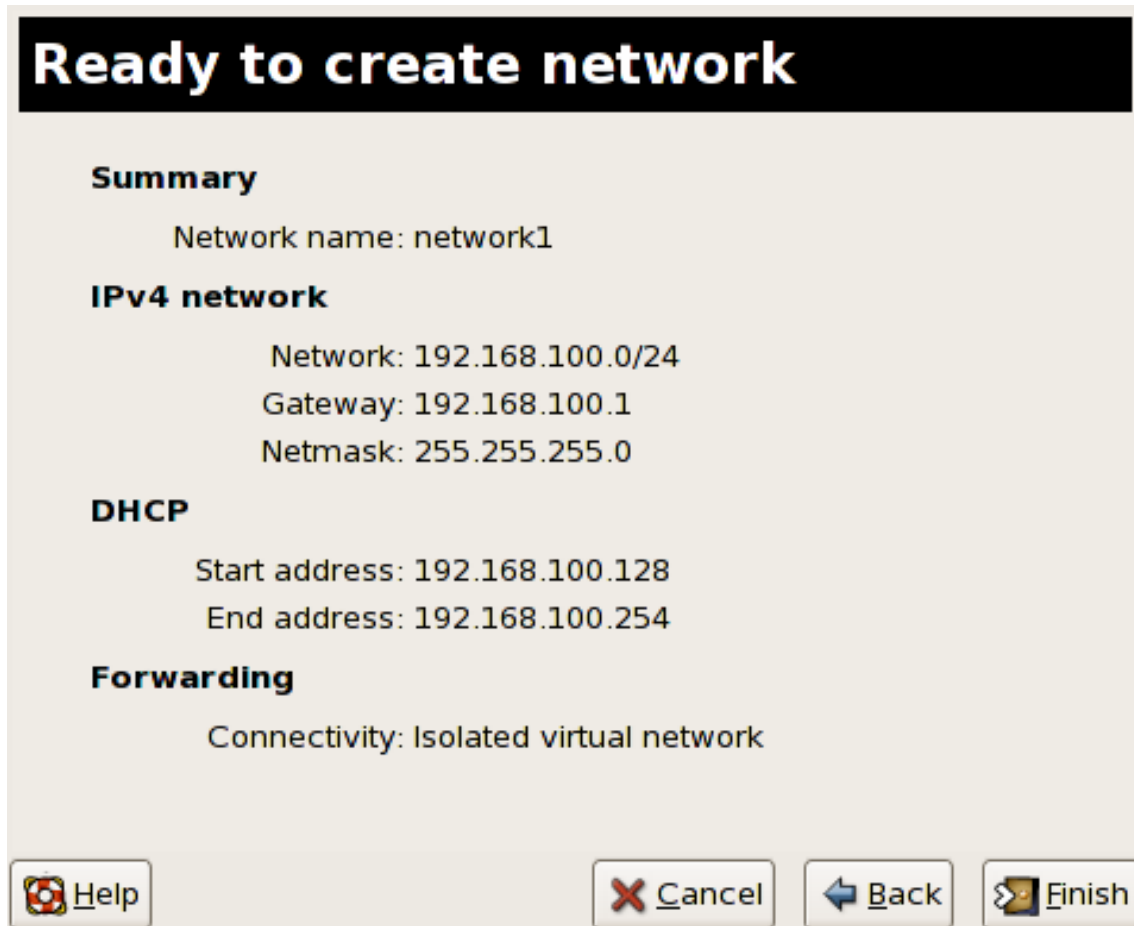 Ready to create network
Summary
Network name: network1
IPv4 network
Network: 192.168.100.0/24
Gateway: 192.168.100.1
Netmask: 255.255.255.0
DHCP
Start address: 192.168.100.128
End address: 192.168.100.254
Forwarding
Connectivity: Isolated virtual network
Help Cancel Back Finish